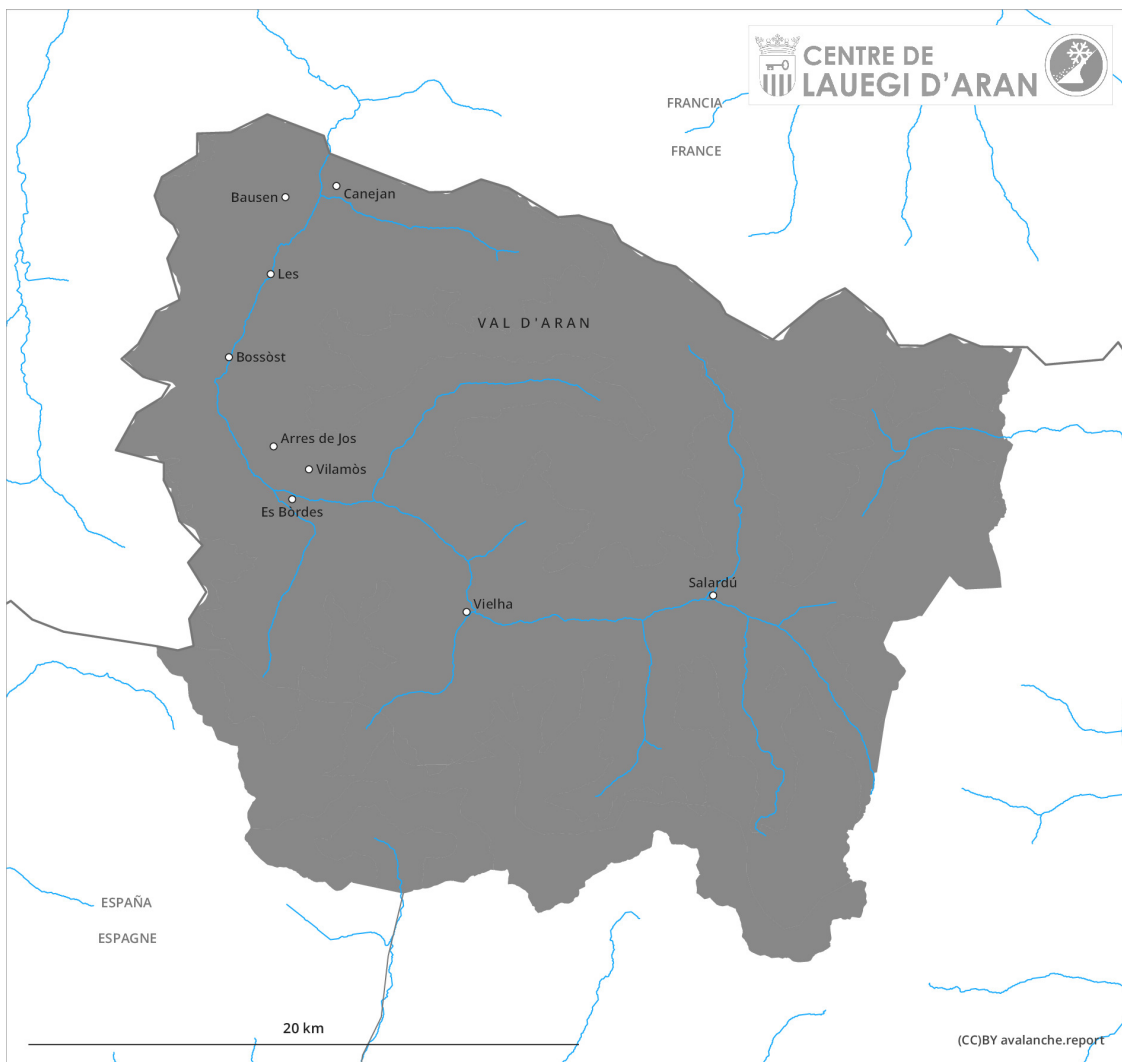 CENTRE DE
LAUEGI D'ARAN
FRANCIA
FRANCE
Bausen
Canejan
Les
VAL D'ARAN
Bossòst
Arres de Jos
Vilamòs
Es Bòrdes
Salardú
Vielha
ESPAÑA
ESPAGNE
20 km
(CC)BY avalanche.report